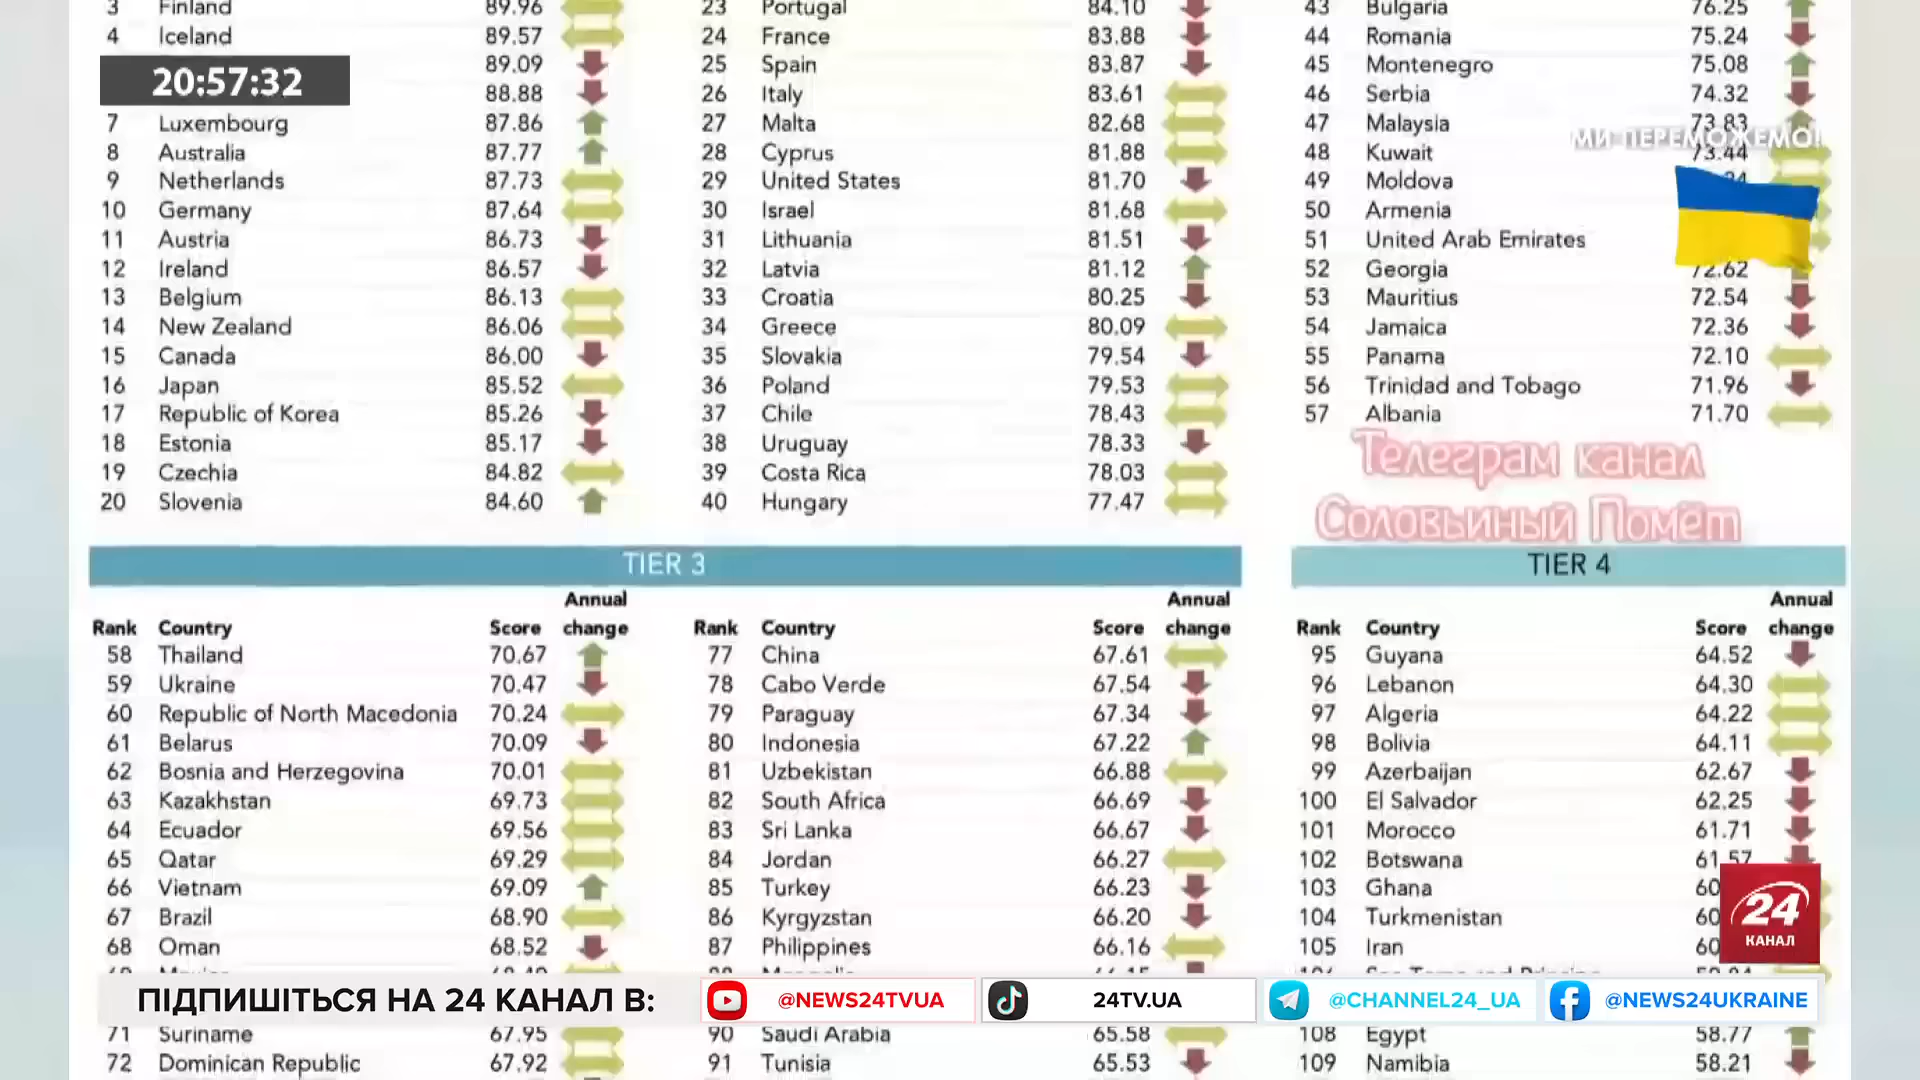 3 Finland 89.96 23 Portugal 84.10 43 Bulgaria 76.25
4 Iceland 89.57 24 France 83.88 44 Romania 75.24
89.09 25 Spain 83.87 45 Montenegro 75.08
20:57:32
88.88 26 Italy 83.61 46 Serbia 74.32
7 Luxembourg 87.86 27 Malta 82.68 47 Malaysia 73.83
МИ ПЕРЕМОЖЕМО!
8 Australia 87.77 28 Cyprus 81.88 48 Kuwait 73.44
9 Netherlands 87.73 29 United States 81.70 49 Moldova
10 Germany 87.64 30 Israel 81.68 50 Armenia
11 Austria 86.73 31 Lithuania 81.51 51 United Arab Emirates
12 Ireland 86.57 32 Latvia 81.12 52 Georgia 72.62
13 Belgium 86.13 33 Croatia 80.25 53 Mauritius 72.54
14 New Zealand 86.06 34 Greece 80.09 54 Jamaica 72.36
15 Canada 86.00 35 Slovakia 79.54 55 Panama 72.10
16 Japan 85.52 36 Poland 79.53 56 Trinidad and Tobago 71.96
17 Republic of Korea 85.26 37 Chile 78.43 57 Albania 71.70
18 Estonia 85.17 38 Uruguay 78.33
Телеграм канал
19 Czechia 84.82 39 Costa Rica 78.03
20 Slovenia 84.60 40 Hungary 77.47
Соловьиный Помёт
TIER 3 TIER 4
Annual Annual Annual
Rank Country Score change Rank Country Score change Rank Country Score change
58 Thailand 70.67 77 China 67.61 95 Guyana 64.52
59 Ukraine 70.47 78 Cabo Verde 67.54 96 Lebanon 64.30
60 Republic of North Macedonia 70.24 79 Paraguay 67.34 97 Algeria 64.22
61 Belarus 70.09 80 Indonesia 67.22 98 Bolivia 64.11
62 Bosnia and Herzegovina 70.01 81 Uzbekistan 66.88 99 Azerbaijan 62.67
63 Kazakhstan 69.73 82 South Africa 66.69 100 El Salvador 62.25
64 Ecuador 69.56 83 Sri Lanka 66.67 101 Morocco 61.71
65 Qatar 69.29 84 Jordan 66.27 102 Botswana 61.57
66 Vietnam 69.09 85 Turkey 66.23 103 Ghana 60
67 Brazil 68.90 86 Kyrgyzstan 66.20 104 Turkmenistan 60
68 Oman 68.52 87 Philippines 66.16 105 Iran 60
24
КАНАЛ
ПІДПИШІТЬСЯ НА 24 КАНАЛ В: @NEWS24TVUA 24TV.UA @CHANNEL24_UA @NEWS24UKRAINE
71 Suriname 67.95 90 Saudi Arabia 65.58 108 Egypt 58.77
72 Dominican Republic 67.92 91 Tunisia 65.53 109 Namibia 58.21